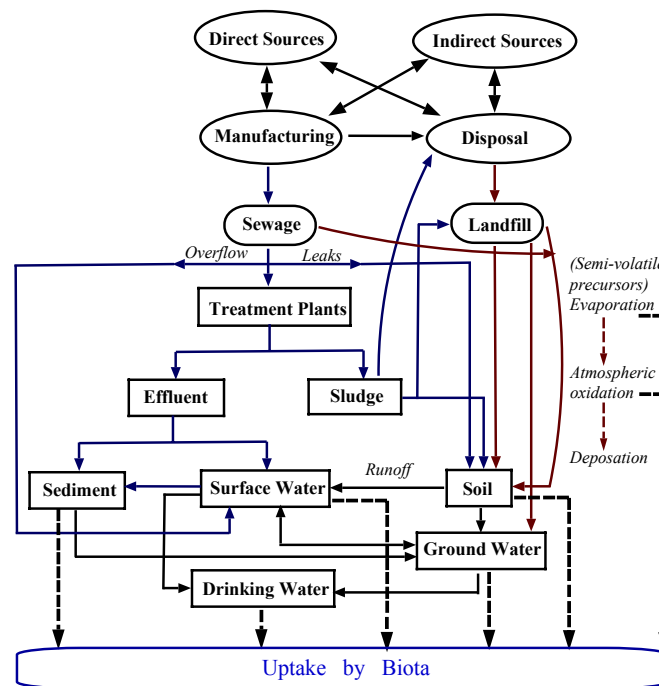 Direct Sources
Indirect Sources
Manufacturing
Disposal
Sewage
Landfill
Overflow
Leaks
(Semi-volatile
precursors)
Evaporation
Treatment Plants
Atmospheric
oxidation
Effluent
Sludge
Deposation
Runoff
Sediment
Surface Water
Soil
Ground Water
Drinking Water
Uptake by Biota